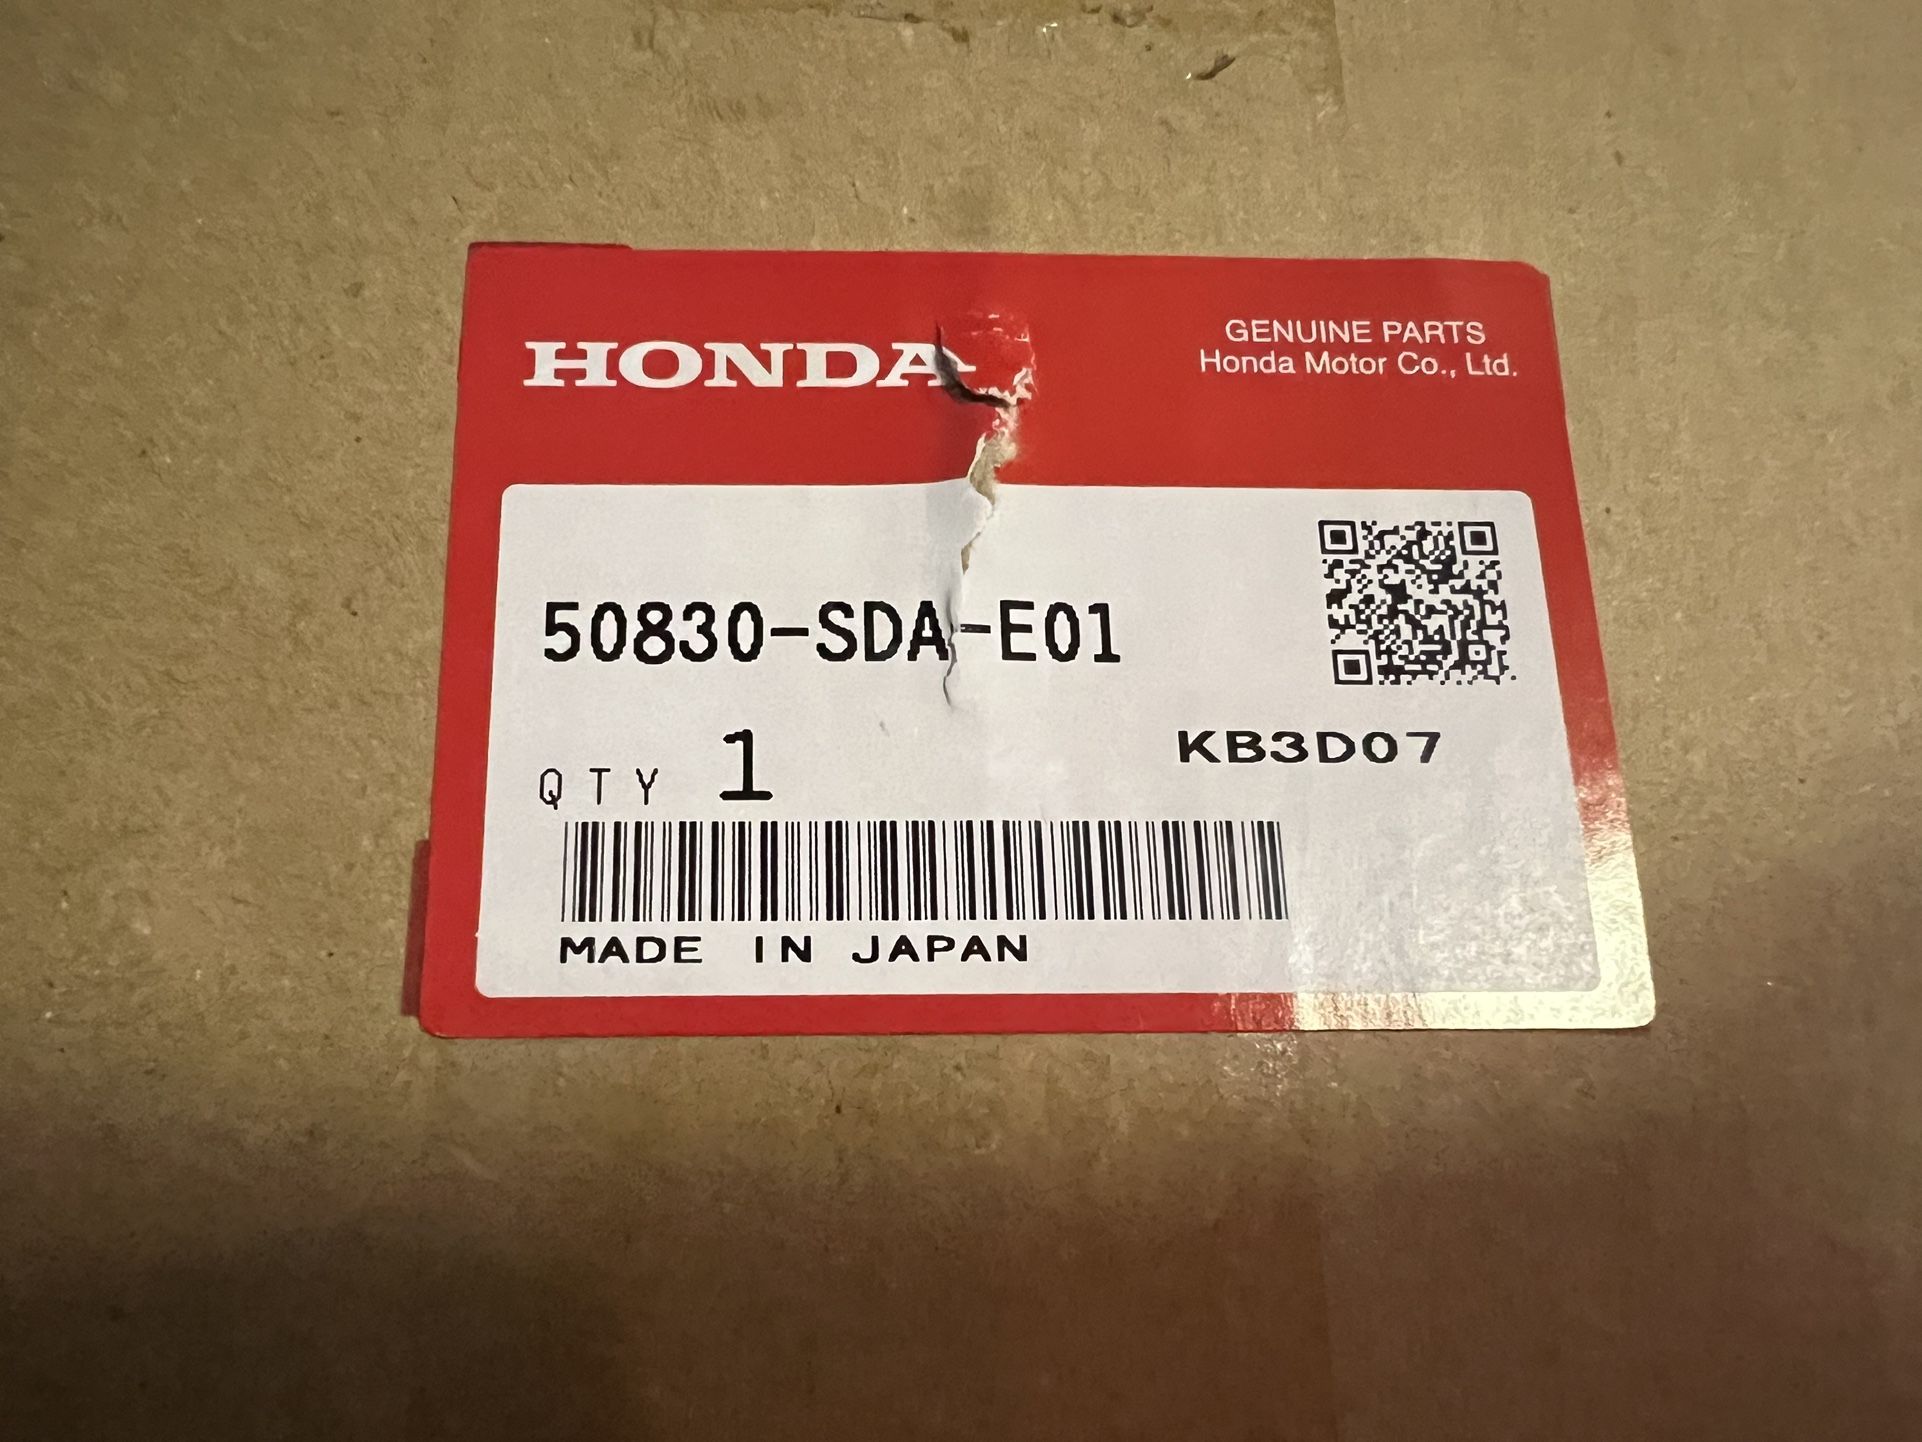 HONDA
GENUINE PARTS
Honda Motor Co., Ltd.
50830-SDA-E01
QTY 1
KB3D07
MADE IN JAPAN